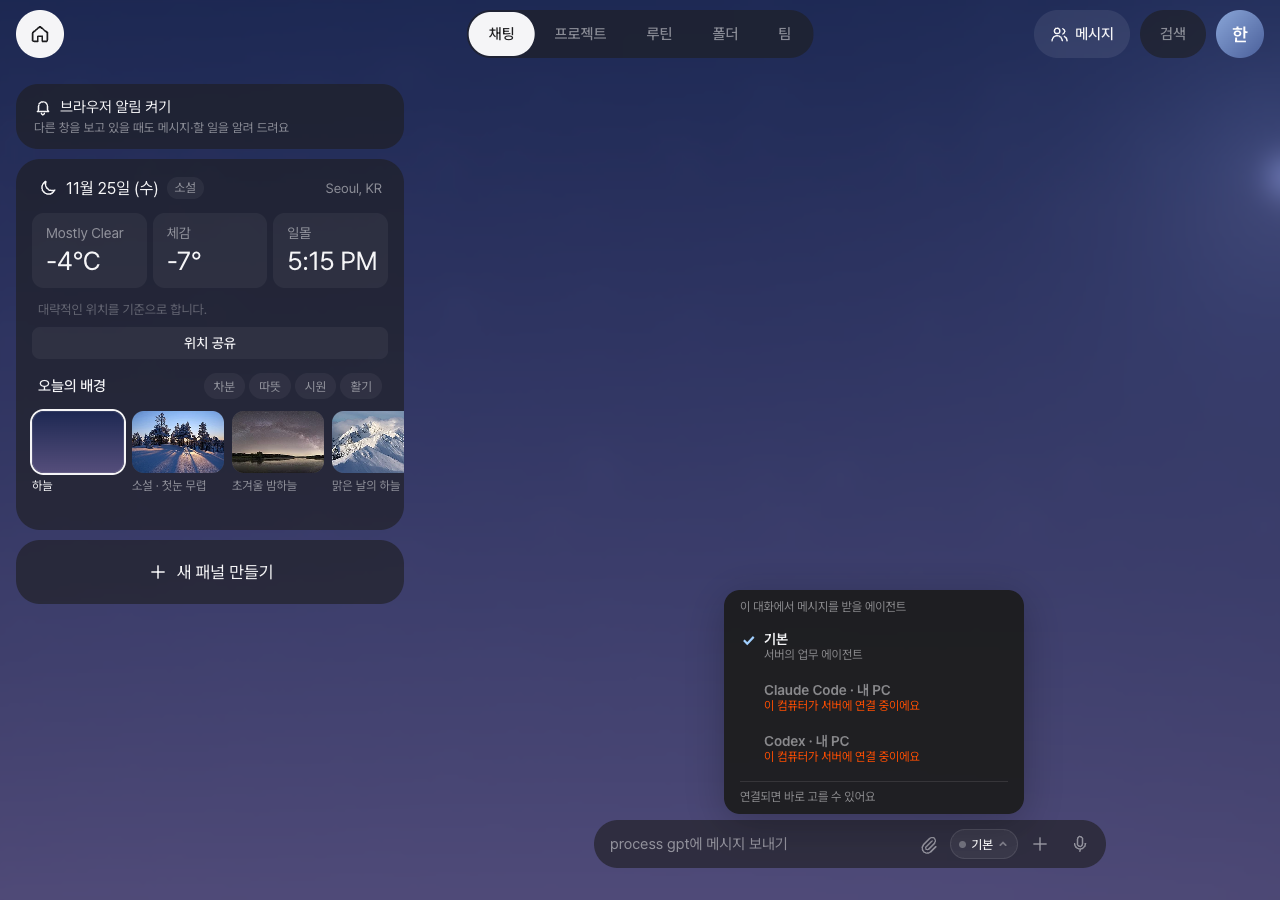 채팅
프로젝트
루틴
폴더
팀
메시지
검색
한
브라우저 알림 켜기
다른 창을 보고 있을 때도 메시지·할 일을 알려 드려요
11월 25일 (수)
소설
Seoul, KR
Mostly Clear
-4°C
체감
-7°
일몰
5:15 PM
대략적인 위치를 기준으로 합니다.
위치 공유
오늘의 배경
차분
따뜻
시원
활기
하늘
소설 · 첫눈 무렵
초겨울 밤하늘
맑은 날의 하늘
새 패널 만들기
이 대화에서 메시지를 받을 에이전트
기본
서버의 업무 에이전트
Claude Code · 내 PC
이 컴퓨터가 서버에 연결 중이에요
Codex · 내 PC
이 컴퓨터가 서버에 연결 중이에요
연결되면 바로 고를 수 있어요
process gpt에 메시지 보내기
기본